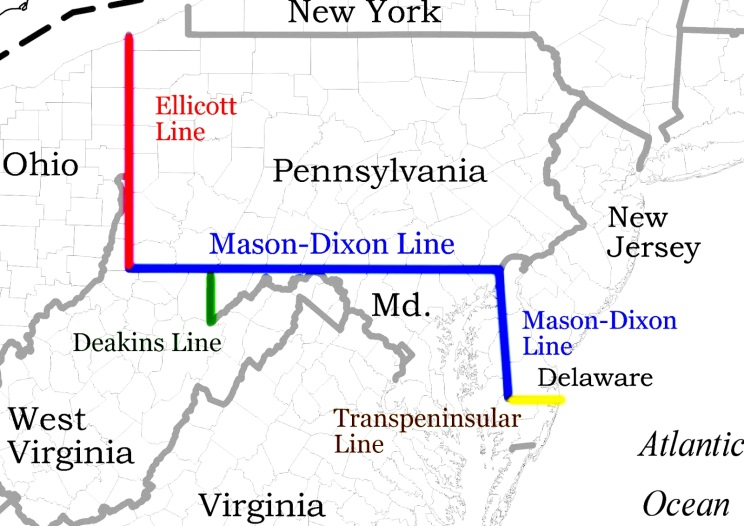 New York
Ellicott
Line
Ohio
Pennsylvania
New
Jersey
Mason-Dixon Line
Md.
Mason-Dixon
Line
Deakins Line
Delaware
West
Virginia
Transpeninsular
Line
Atlantic
Ocean
Virginia